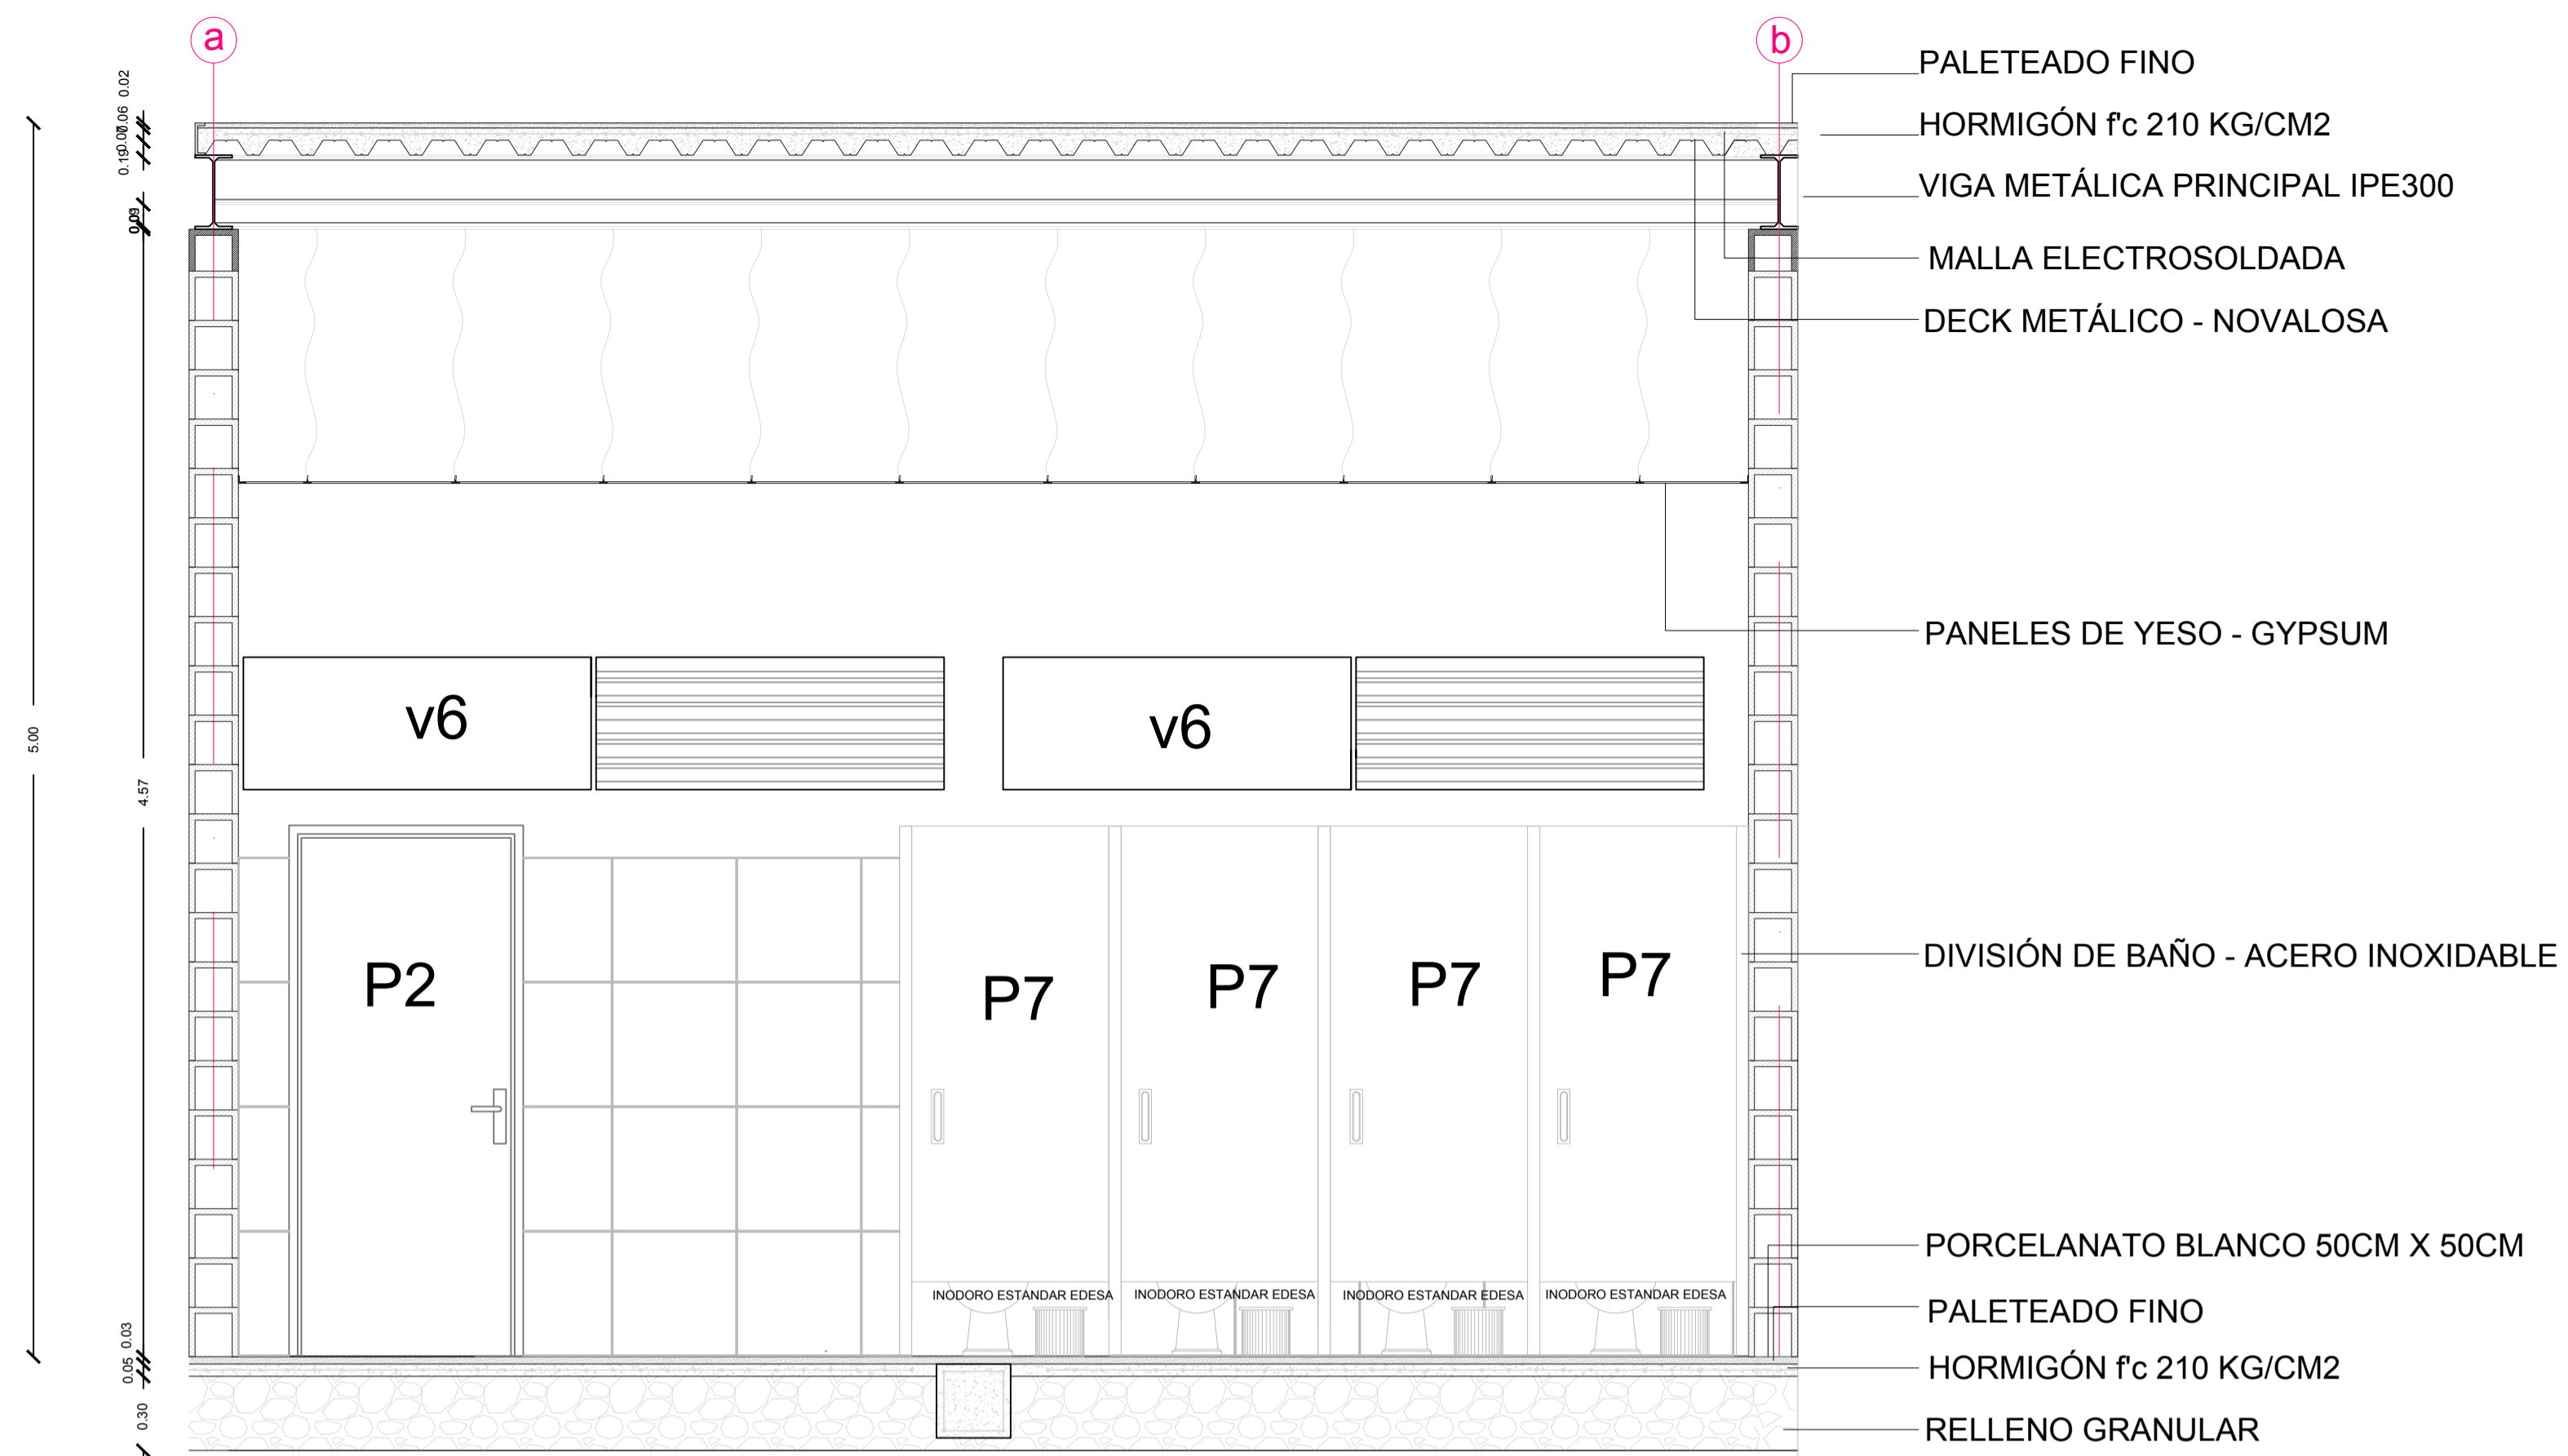 a
b
PALETEADO FINO
HORMIGÓN f'c 210 KG/CM2
VIGA METÁLICA PRINCIPAL IPE300
MALLA ELECTROSOLDADA
DECK METÁLICO - NOVALOSA
PANELES DE YESO - GYPSUM
DIVISIÓN DE BAÑO - ACERO INOXIDABLE
PORCELANATO BLANCO 50CM X 50CM
PALETEADO FINO
HORMIGÓN f'c 210 KG/CM2
RELLENO GRANULAR
v6
v6
P2
P7
P7
P7
P7
INODORO ESTANDAR EDESA
INODORO ESTANDAR EDESA
INODORO ESTANDAR EDESA
INODORO ESTANDAR EDESA
5.00
0.02
0.19
4.57
0.03
0.05
0.30